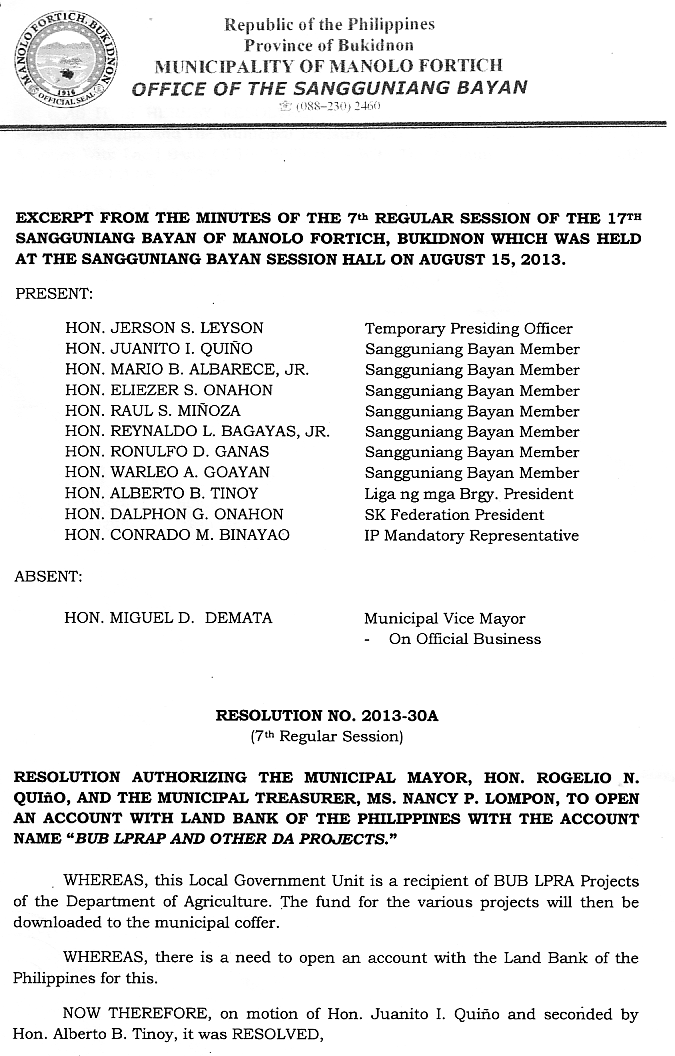 MANOLO FORTICH, BUKIDNON
1916
OFFICIAL SEAL
Republic of the Philippines
Province of Bukidnon
MUNICIPALITY OF MANOLO FORTICH
OFFICE OF THE SANGGUNIANG BAYAN
☏ (088-230) 2460
EXCERPT FROM THE MINUTES OF THE 7th REGULAR SESSION OF THE 17TH
SANGGUNIANG BAYAN OF MANOLO FORTICH, BUKIDNON WHICH WAS HELD
AT THE SANGGUNIANG BAYAN SESSION HALL ON AUGUST 15, 2013.
PRESENT:
HON. JERSON S. LEYSON Temporary Presiding Officer
HON. JUANITO I. QUIÑO Sangguniang Bayan Member
HON. MARIO B. ALBARECE, JR. Sangguniang Bayan Member
HON. ELIEZER S. ONAHON Sangguniang Bayan Member
HON. RAUL S. MIÑOZA Sangguniang Bayan Member
HON. REYNALDO L. BAGAYAS, JR. Sangguniang Bayan Member
HON. RONULFO D. GANAS Sangguniang Bayan Member
HON. WARLEO A. GOAYAN Sangguniang Bayan Member
HON. ALBERTO B. TINOY Liga ng mga Brgy. President
HON. DALPHON G. ONAHON SK Federation President
HON. CONRADO M. BINAYAO IP Mandatory Representative
ABSENT:
HON. MIGUEL D. DEMATA Municipal Vice Mayor
- On Official Business
RESOLUTION NO. 2013-30A
(7th Regular Session)
RESOLUTION AUTHORIZING THE MUNICIPAL MAYOR, HON. ROGELIO N.
QUIñO, AND THE MUNICIPAL TREASURER, MS. NANCY P. LOMPON, TO OPEN
AN ACCOUNT WITH LAND BANK OF THE PHILIPPINES WITH THE ACCOUNT
NAME “BUB LPRAP AND OTHER DA PROJECTS.”
WHEREAS, this Local Government Unit is a recipient of BUB LPRA Projects
of the Department of Agriculture. The fund for the various projects will then be
downloaded to the municipal coffer.
WHEREAS, there is a need to open an account with the Land Bank of the
Philippines for this.
NOW THEREFORE, on motion of Hon. Juanito I. Quiño and seconded by
Hon. Alberto B. Tinoy, it was RESOLVED,